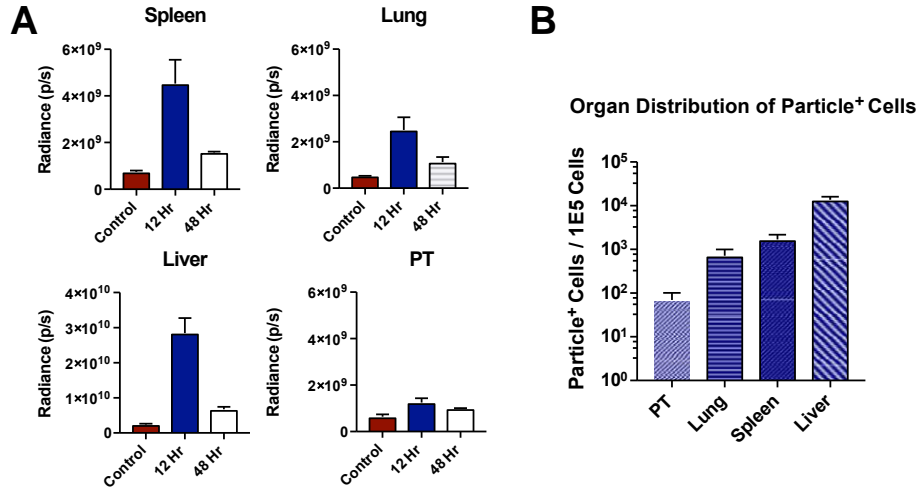 A
Spleen
Radiance (p/s)
6×10⁹
4×10⁹
2×10⁹
0
Control
12 Hr
48 Hr
Lung
Radiance (p/s)
6×10⁹
4×10⁹
2×10⁹
0
Control
12 Hr
48 Hr
Liver
Radiance (p/s)
4×10¹⁰
3×10¹⁰
2×10¹⁰
1×10¹⁰
0
Control
12 Hr
48 Hr
PT
Radiance (p/s)
6×10⁹
4×10⁹
2×10⁹
0
Control
12 Hr
48 Hr
B
Organ Distribution of Particle⁺ Cells
Particle⁺ Cells / 1E5 Cells
10⁵
10⁴
10³
10²
10¹
10⁰
PT
Lung
Spleen
Liver